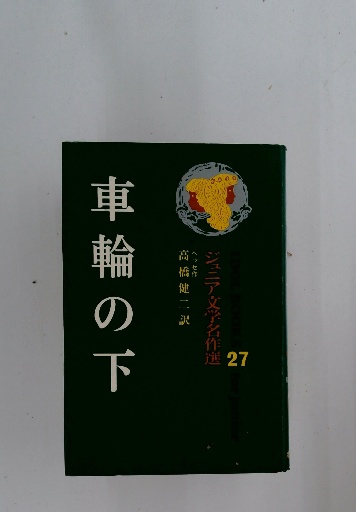 ジュニア文学名作選
27
ヘッセ作
高橋健二訳
車輪の下